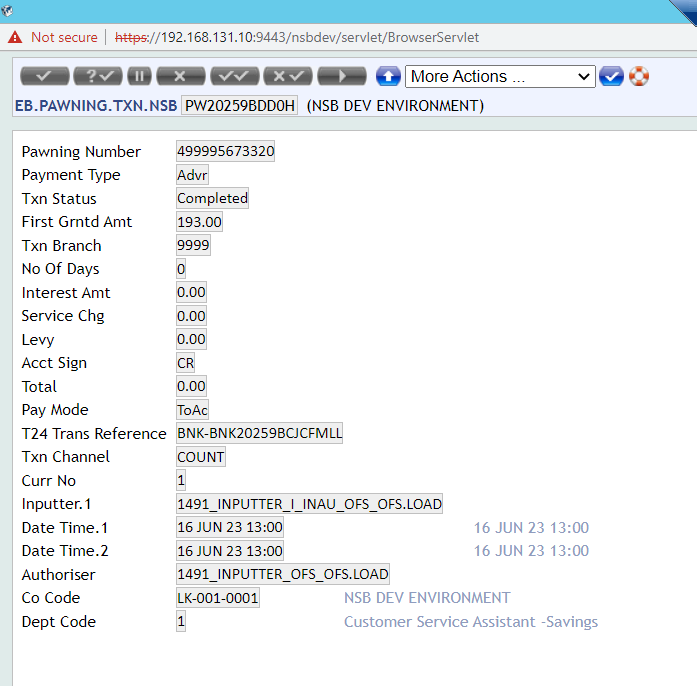 Not secure | https://192.168.131.10:9443/nsbdev/servlet/BrowserServlet
More Actions ...
EB.PAWNING.TXN.NSB PW20259BDD0H (NSB DEV ENVIRONMENT)
Pawning Number 499995673320
Payment Type Advr
Txn Status Completed
First Grntd Amt 193.00
Txn Branch 9999
No Of Days 0
Interest Amt 0.00
Service Chg 0.00
Levy 0.00
Acct Sign CR
Total 0.00
Pay Mode ToAc
T24 Trans Reference BNK-BNK20259BCJCFMLL
Txn Channel COUNT
Curr No 1
Inputter.1 1491_INPUTTER_I_INAU_OFS_OFS.LOAD
Date Time.1 16 JUN 23 13:00 16 JUN 23 13:00
Date Time.2 16 JUN 23 13:00 16 JUN 23 13:00
Authoriser 1491_INPUTTER_OFS_OFS.LOAD
Co Code LK-001-0001 NSB DEV ENVIRONMENT
Dept Code 1 Customer Service Assistant -Savings